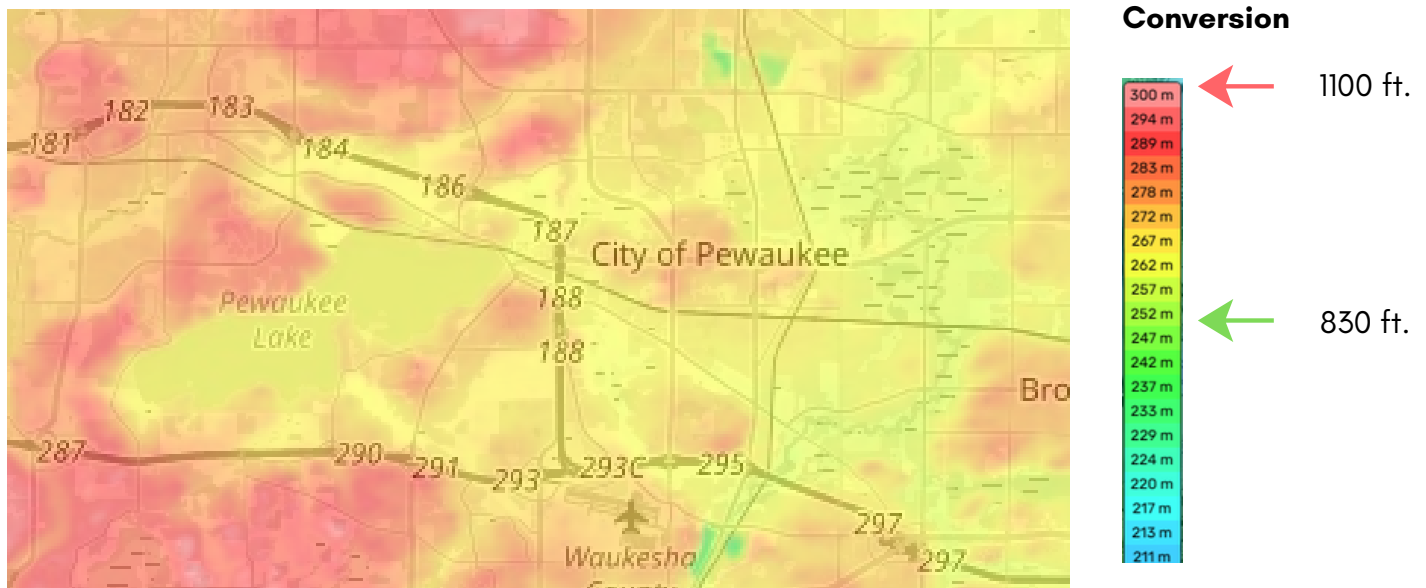 Conversion
1100 ft.
300 m
294 m
289 m
283 m
278 m
272 m
267 m
262 m
257 m
252 m
830 ft.
247 m
242 m
237 m
233 m
229 m
224 m
220 m
217 m
213 m
211 m
182
183
181
184
186
187
City of Pewaukee
Pewaukee
Lake
188
188
Bro
287
290
291
293
293C
295
297
297
Waukesha
County